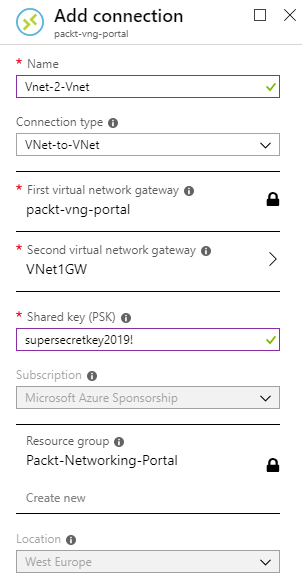 Add connection
packt-vng-portal
* Name
Vnet-2-Vnet
Connection type
VNet-to-VNet
* First virtual network gateway
packt-vng-portal
* Second virtual network gateway
VNet1GW
* Shared key (PSK)
supersecretkey2019!
Subscription
Microsoft Azure Sponsorship
Resource group
Packt-Networking-Portal
Create new
Location
West Europe